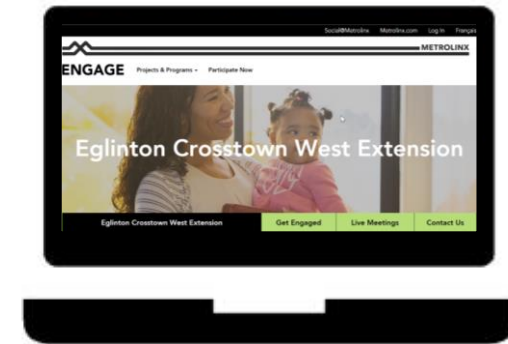 Social@Metrolinx Metrolinx.com Log In Français
METROLINX
ENGAGE Projects & Programs Participate Now
Eglinton Crosstown West Extension
Eglinton Crosstown West Extension Get Engaged Live Meetings Contact Us